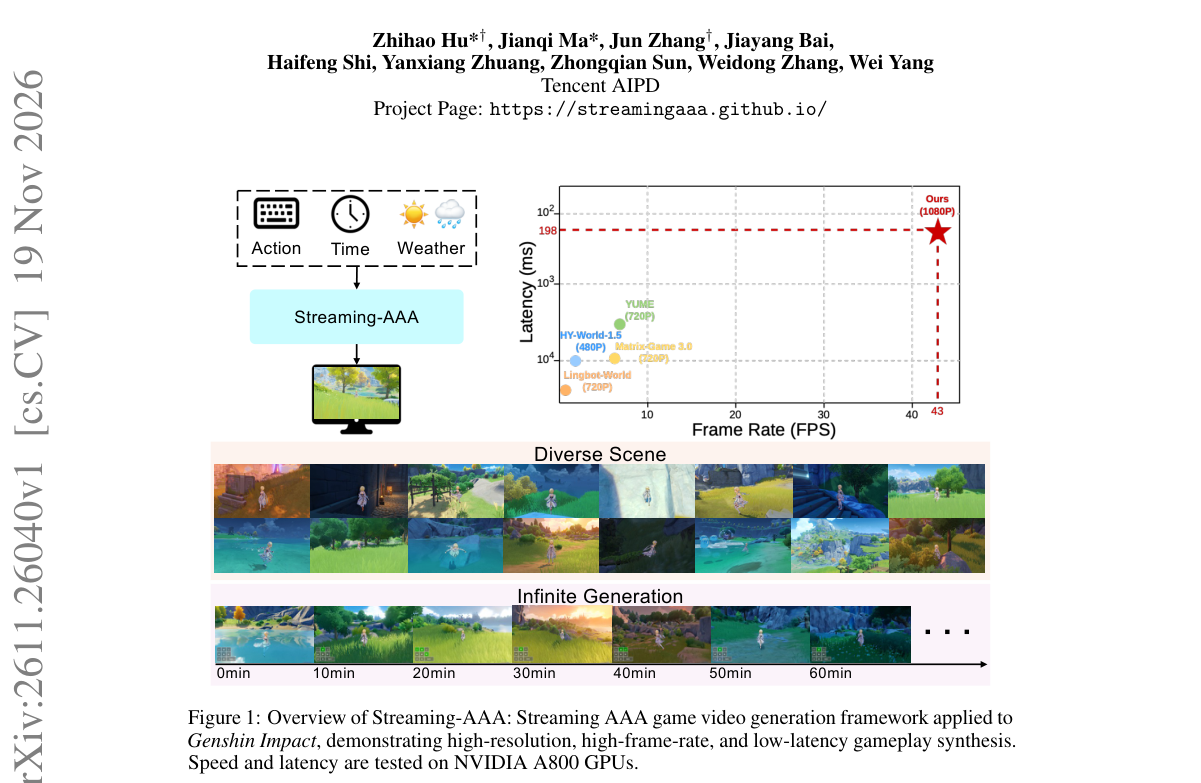 Zhihao Hu*†, Jianqi Ma*, Jun Zhang†, Jiayang Bai,
Haifeng Shi, Yanxiang Zhuang, Zhongqian Sun, Weidong Zhang, Wei Yang
Tencent AIPD
Project Page: https://streamingaaa.github.io/
rXiv:2611.26040v1 [cs.CV] 19 Nov 2026
Action
Time
Weather
Streaming-AAA
Latency (ms)
10²
198
10³
10⁴
Ours
(1080P)
YUME
(720P)
HY-World-1.5
(480P)
Matrix-Game 3.0
(720P)
Lingbot-World
(720P)
10
20
30
40
43
Frame Rate (FPS)
Diverse Scene
Infinite Generation
...
0min
10min
20min
30min
40min
50min
60min
Figure 1: Overview of Streaming-AAA: Streaming AAA game video generation framework applied to
Genshin Impact, demonstrating high-resolution, high-frame-rate, and low-latency gameplay synthesis.
Speed and latency are tested on NVIDIA A800 GPUs.